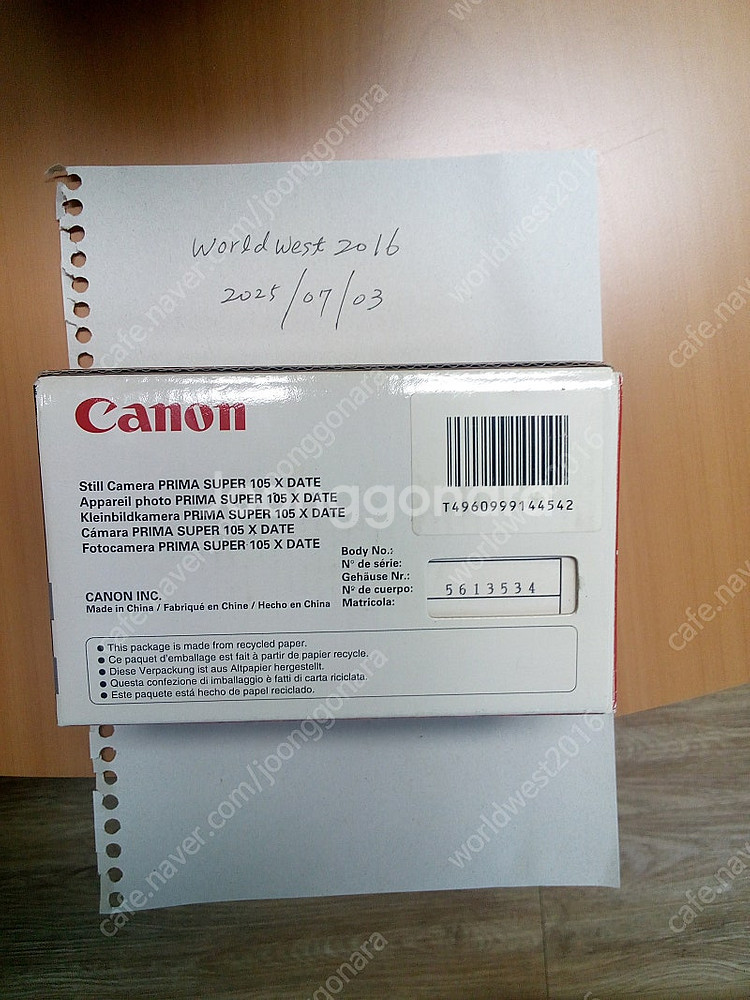 worldwest 2016
2025/07/03
Canon
Still Camera PRIMA SUPER 105 X DATE
Appareil photo PRIMA SUPER 105 X DATE
Kleinbildkamera PRIMA SUPER 105 X DATE
Cámara PRIMA SUPER 105 X DATE
Fotocamera PRIMA SUPER 105 X DATE
T4960999144542
Body No.:
N° de série:
Gehäuse Nr.:
Nº de cuerpo:
Matricola:
5613534
CANON INC.
Made in China / Fabriqué en Chine / Hecho en China
● This package is made from recycled paper.
● Ce paquet d'emballage est fait à partir de papier recycle.
● Diese Verpackung ist aus Altpapier hergestellt.
● Questa confezione di imballaggio è fatti di carta riciclata.
● Este paquete está hecho de papel reciclado.
joonggonara
cafe.naver.com/joonggonara
worldwest2016